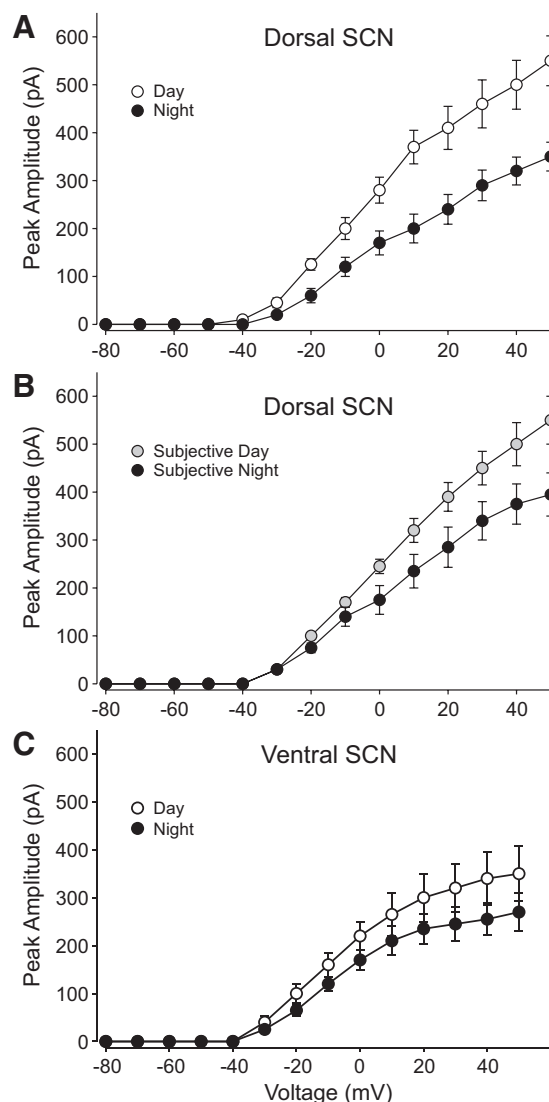 A
Dorsal SCN
Peak Amplitude (pA)
600
500
400
300
200
100
0
Day
Night
-80 -60 -40 -20 0 20 40
B
Dorsal SCN
Peak Amplitude (pA)
600
500
400
300
200
100
0
Subjective Day
Subjective Night
-80 -60 -40 -20 0 20 40
C
Ventral SCN
Peak Amplitude (pA)
600
500
400
300
200
100
0
Day
Night
-80 -60 -40 -20 0 20 40
Voltage (mV)